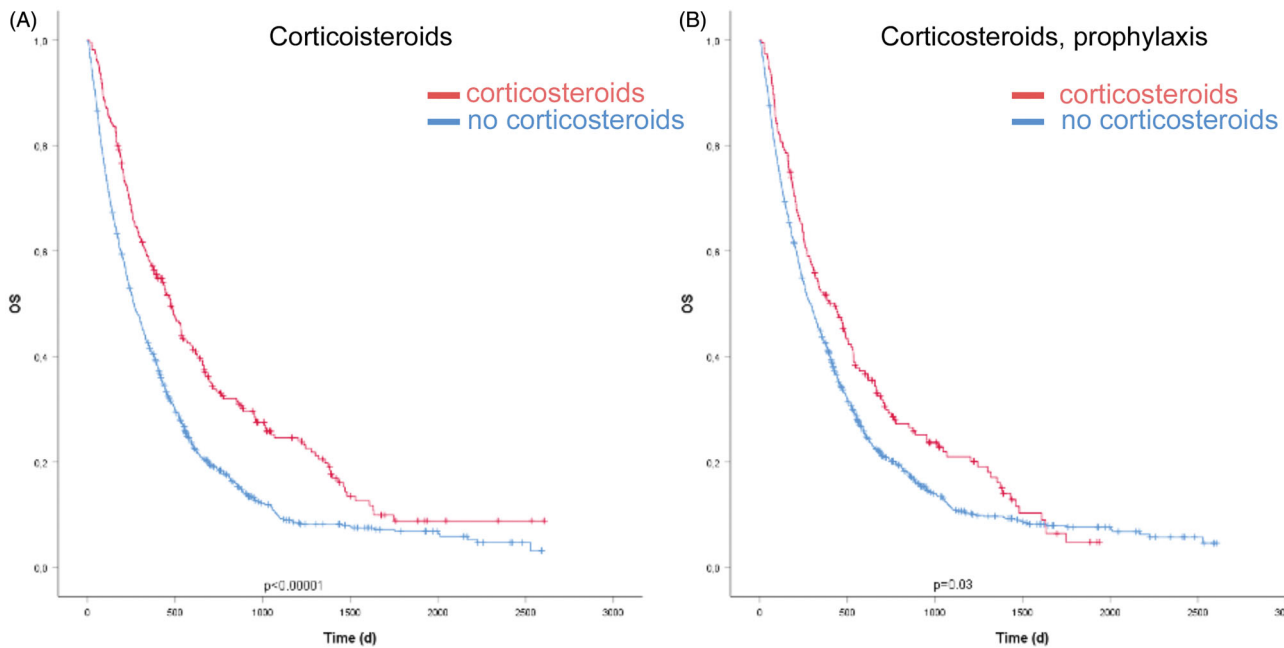 (A)
Corticoisteroids
corticosteroids
no corticosteroids
1,0
0,8
0,6
0,4
0,2
0,0
OS
p<0.00001
0 500 1000 1500 2000 2500 3000
Time (d)
(B)
Corticosteroids, prophylaxis
corticosteroids
no corticosteroids
1,0
0,8
0,6
0,4
0,2
0,0
OS
p=0.03
0 500 1000 1500 2000 2500
Time (d)